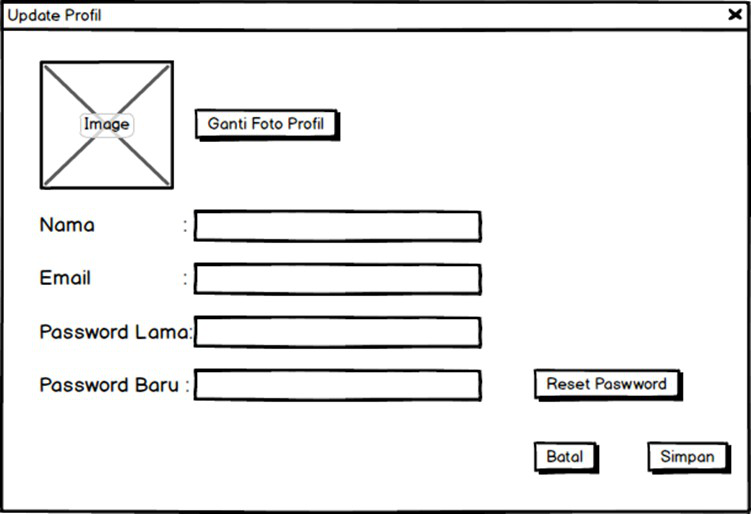 Update Profil
Image
Ganti Foto Profil
Nama :
Email :
Password Lama:
Password Baru :
Reset Paswword
Batal
Simpan